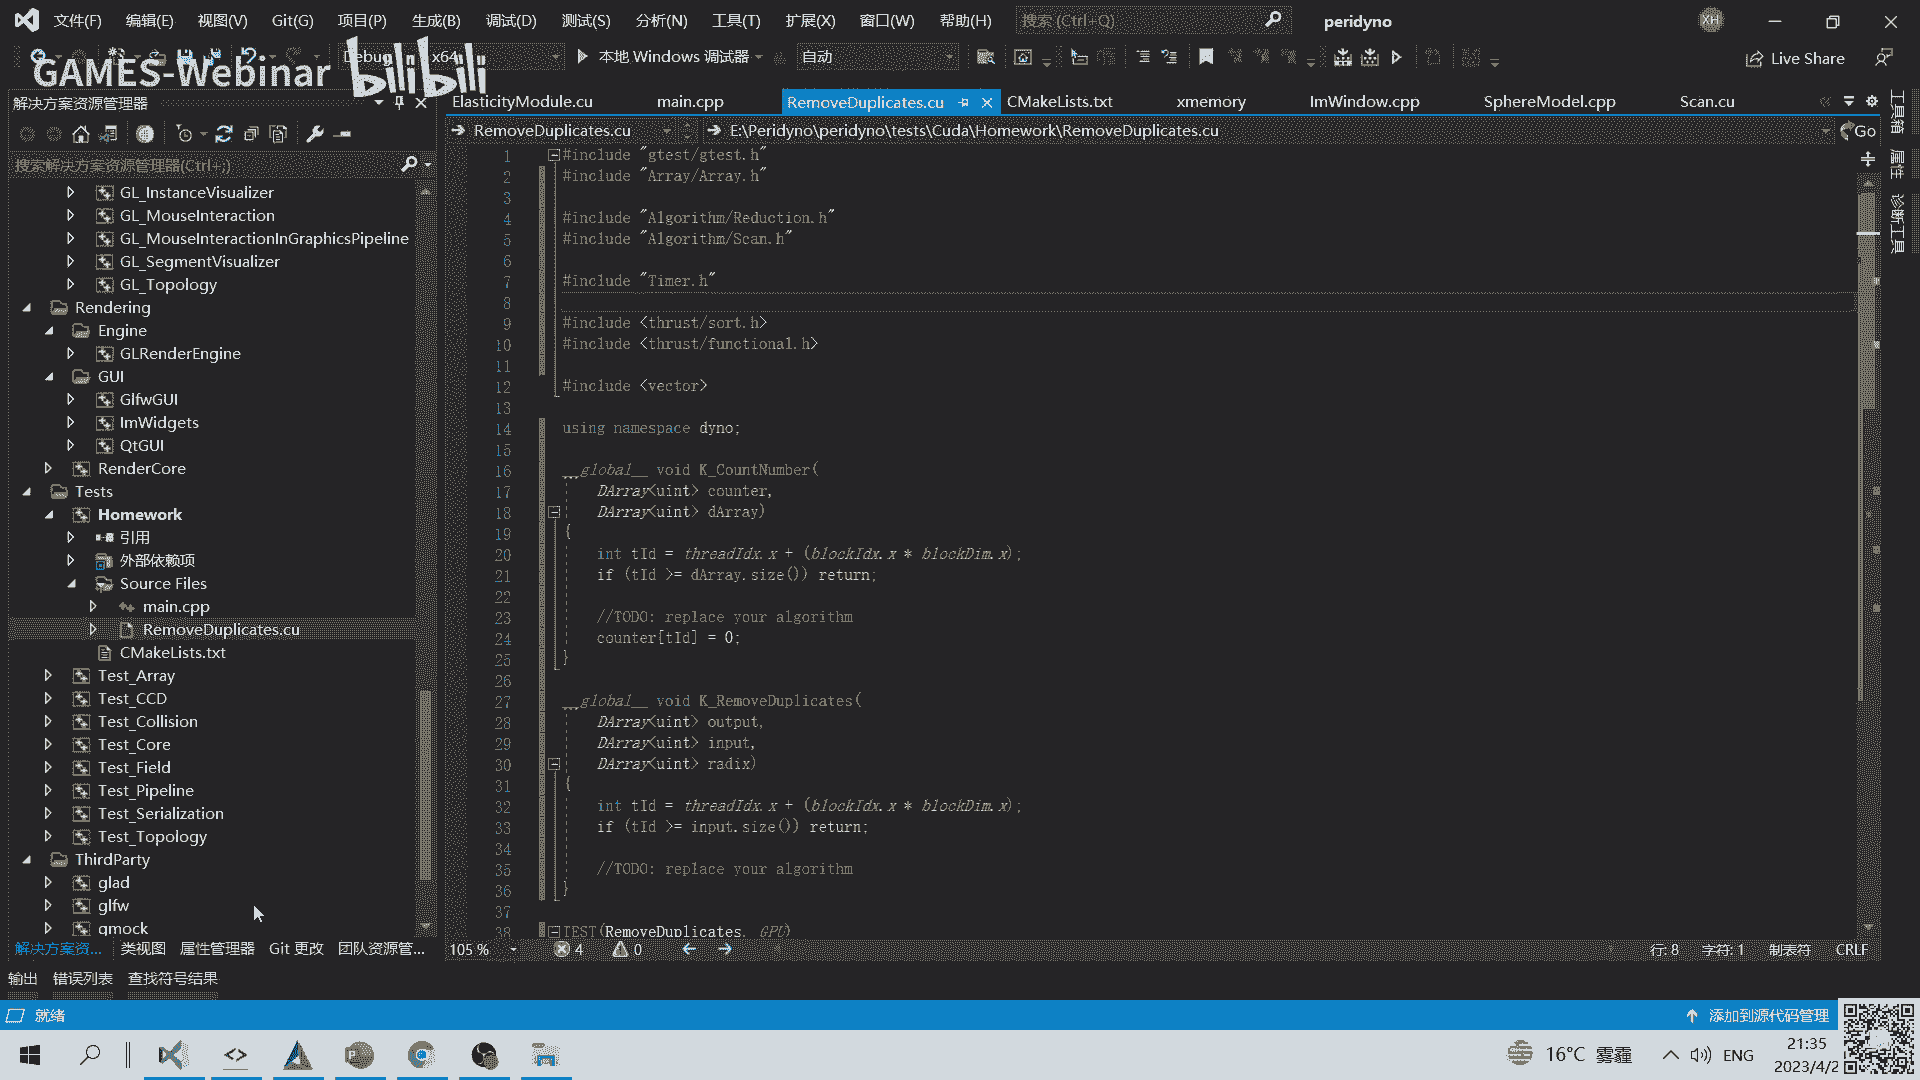 文件(F) 编辑(E) 视图(V) Git(G) 项目(P) 生成(B) 调试(D) 测试(S) 分析(N) 工具(T) 扩展(X) 窗口(W) 帮助(H) 搜索 (Ctrl+Q) peridyno XH
Debug x64 本地 Windows 调试器 自动 Live Share
GAMES-Webinar bilibili
解决方案资源管理器
ElasticityModule.cu main.cpp RemoveDuplicates.cu CMakeLists.txt xmemory ImWindow.cpp SphereModel.cpp Scan.cu
RemoveDuplicates.cu E:\Peridyno\peridyno\tests\Cuda\Homework\RemoveDuplicates.cu Go
搜索解决方案资源管理器(Ctrl+;)
GL_InstanceVisualizer
GL_MouseInteraction
GL_MouseInteractionInGraphicsPipeline
GL_SegmentVisualizer
GL_Topology
Rendering
Engine
GLRenderEngine
GUI
GlfwGUI
ImWidgets
QtGUI
RenderCore
Tests
Homework
引用
外部依赖项
Source Files
main.cpp
RemoveDuplicates.cu
CMakeLists.txt
Test_Array
Test_CCD
Test_Collision
Test_Core
Test_Field
Test_Pipeline
Test_Serialization
Test_Topology
ThirdParty
glad
glfw
gmock
1 #include "gtest/gtest.h"
2 #include "Array/Array.h"
3
4 #include "Algorithm/Reduction.h"
5 #include "Algorithm/Scan.h"
6
7 #include "Timer.h"
8
9 #include <thrust/sort.h>
10 #include <thrust/functional.h>
11
12 #include <vector>
13
14 using namespace dyno;
15
16 __global__ void K_CountNumber(
17 DArray<uint> counter,
18 DArray<uint> dArray)
19 {
20 int tId = threadIdx.x + (blockIdx.x * blockDim.x);
21 if (tId >= dArray.size()) return;
22
23 //TODO: replace your algorithm
24 counter[tId] = 0;
25 }
26
27 __global__ void K_RemoveDuplicates(
28 DArray<uint> output,
29 DArray<uint> input,
30 DArray<uint> radix)
31 {
32 int tId = threadIdx.x + (blockIdx.x * blockDim.x);
33 if (tId >= input.size()) return;
34
35 //TODO: replace your algorithm
36 }
37
38 TEST(RemoveDuplicates, GPU)
工具箱
属性
诊断工具
解决方案资... 类视图 属性管理器 Git 更改 团队资源管... 105 % 4 0 行: 8 字符: 1 制表符 CRLF
输出 错误列表 查找符号结果
就绪 添加到源代码管理
16°C 雾霾 ENG 21:35
2023/4/2